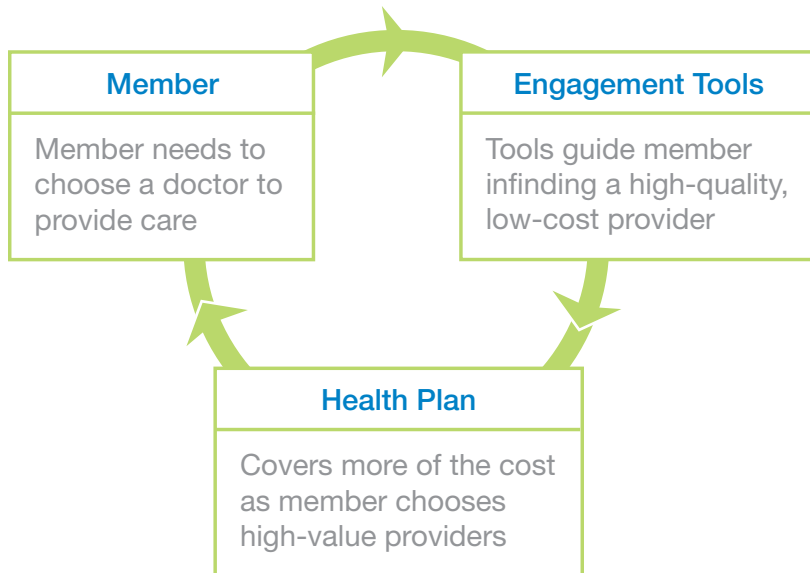 Member
Member needs to
choose a doctor to
provide care
Engagement Tools
Tools guide member
infinding a high-quality,
low-cost provider
Health Plan
Covers more of the cost
as member chooses
high-value providers